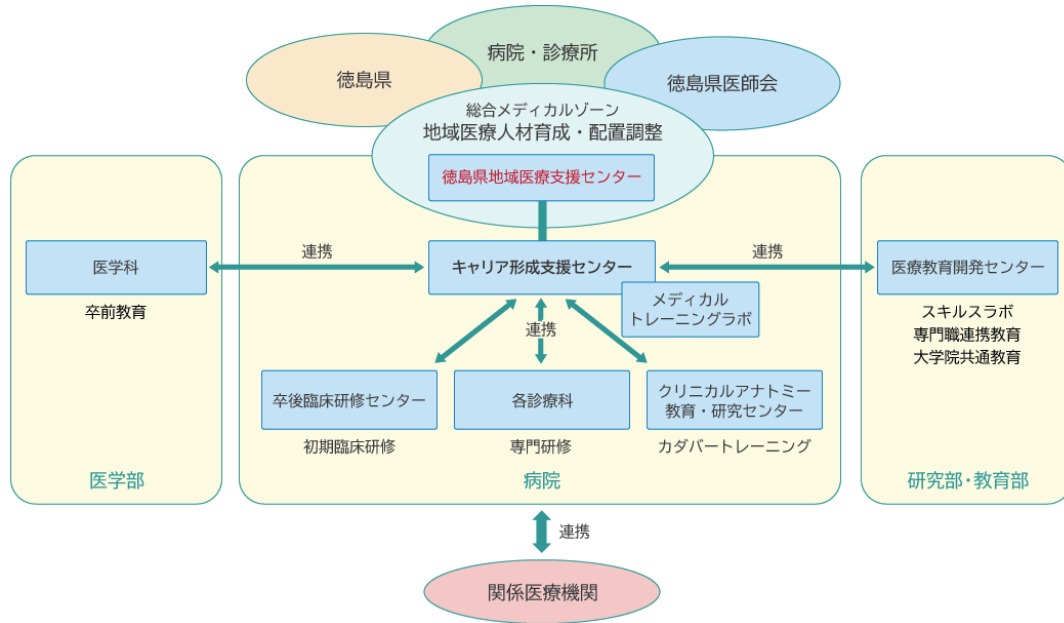 病院・診療所
徳島県
徳島県医師会
総合メディカルゾーン
地域医療人材育成・配置調整
徳島県地域医療支援センター
医学科
連携
キャリア形成支援センター
連携
医療教育開発センター
卒前教育
メディカル
トレーニングラボ
スキルスラボ
専門職連携教育
大学院共通教育
連携
卒後臨床研修センター
各診療科
クリニカルアナトミー
教育・研究センター
初期臨床研修
専門研修
カダバートレーニング
医学部
病院
研究部・教育部
連携
関係医療機関